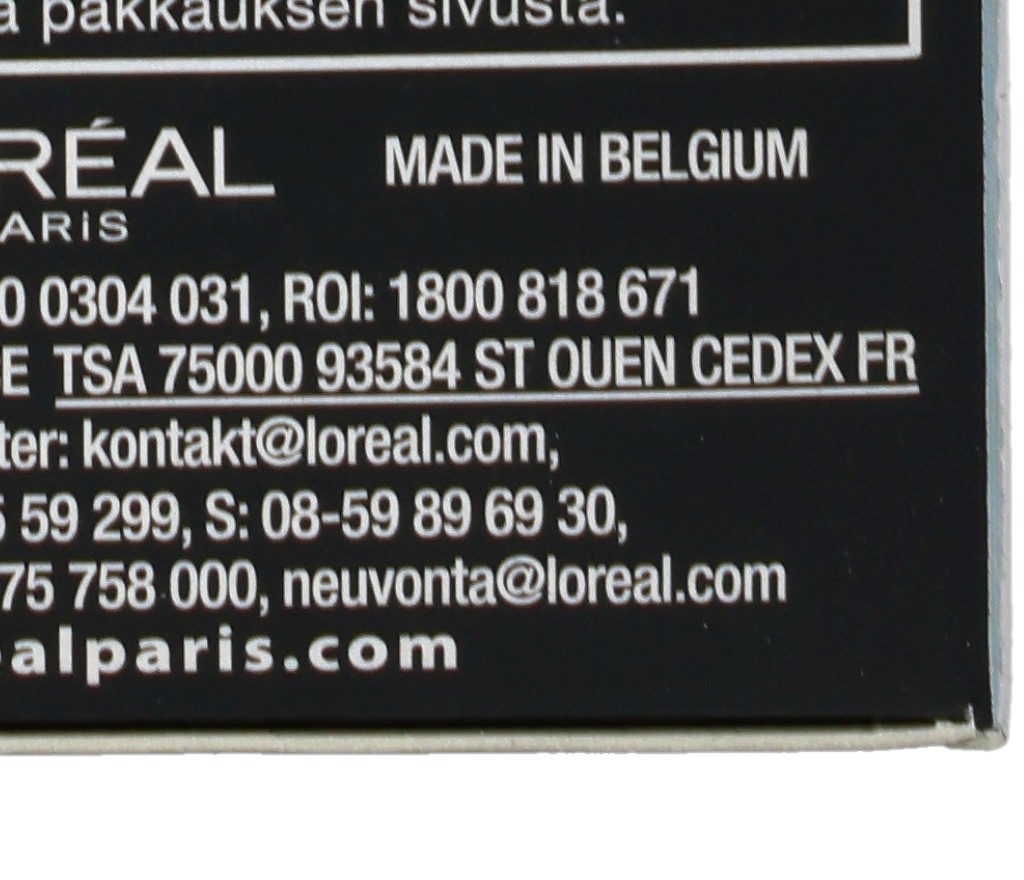 a pakkauksen sivusta.
RÉAL MADE IN BELGIUM
PARIS
0 0304 031, ROI: 1800 818 671
E TSA 75000 93584 ST OUEN CEDEX FR
ter: kontakt@loreal.com,
59 299, S: 08-59 89 69 30,
75 758 000, neuvonta@loreal.com
alparis.com